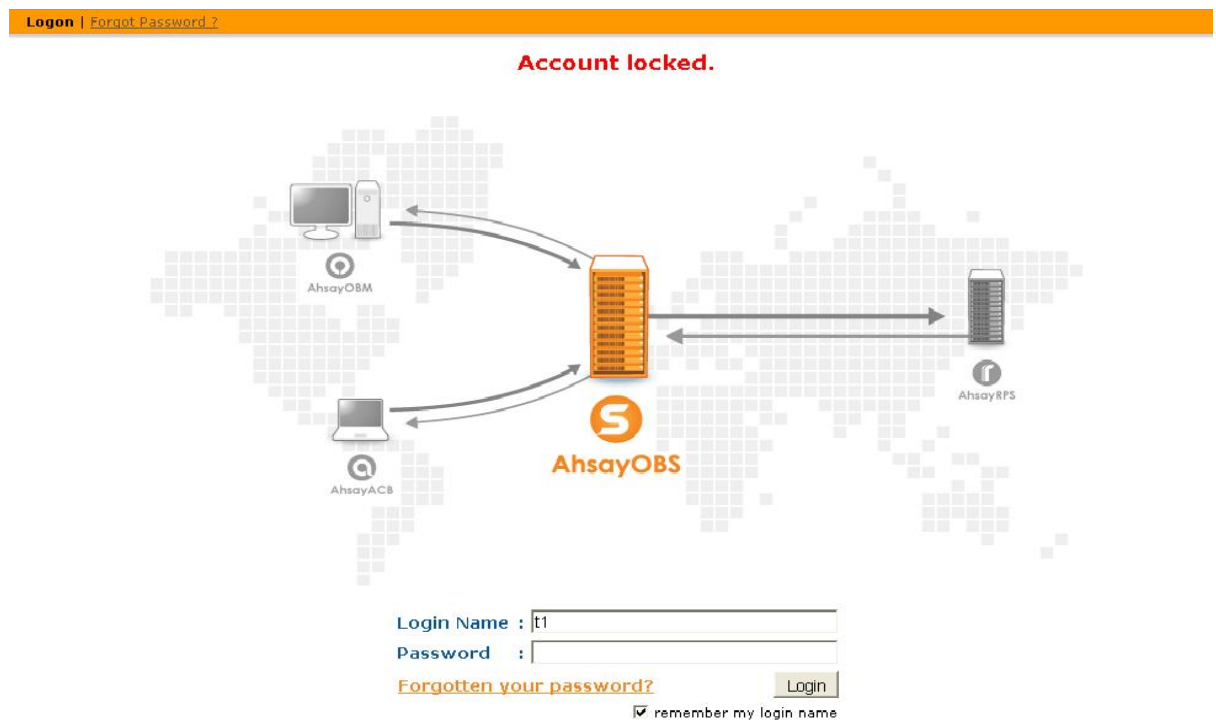 Logon | Forgot Password ?
Account locked.
AhsayOBM
AhsayRPS
AhsayOBS
AhsayACB
Login Name : t1
Password :
Forgotten your password? Login
remember my login name